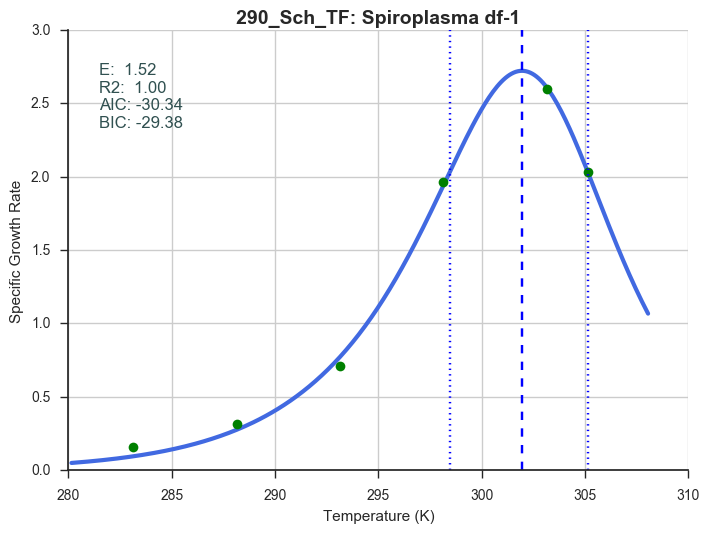 290_Sch_TF: Spiroplasma df-1
E:  1.52
R2:  1.00
AIC: -30.34
BIC: -29.38
Specific Growth Rate
3.0
2.5
2.0
1.5
1.0
0.5
0.0
280 285 290 295 300 305 310
Temperature (K)